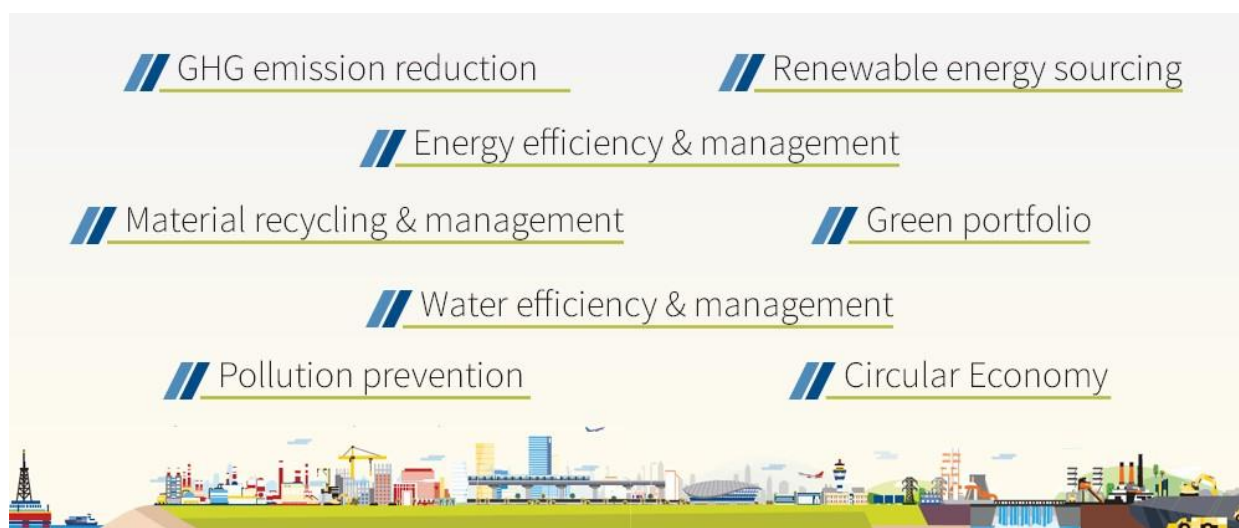 GHG emission reduction
Renewable energy sourcing
Energy efficiency & management
Material recycling & management
Green portfolio
Water efficiency & management
Pollution prevention
Circular Economy